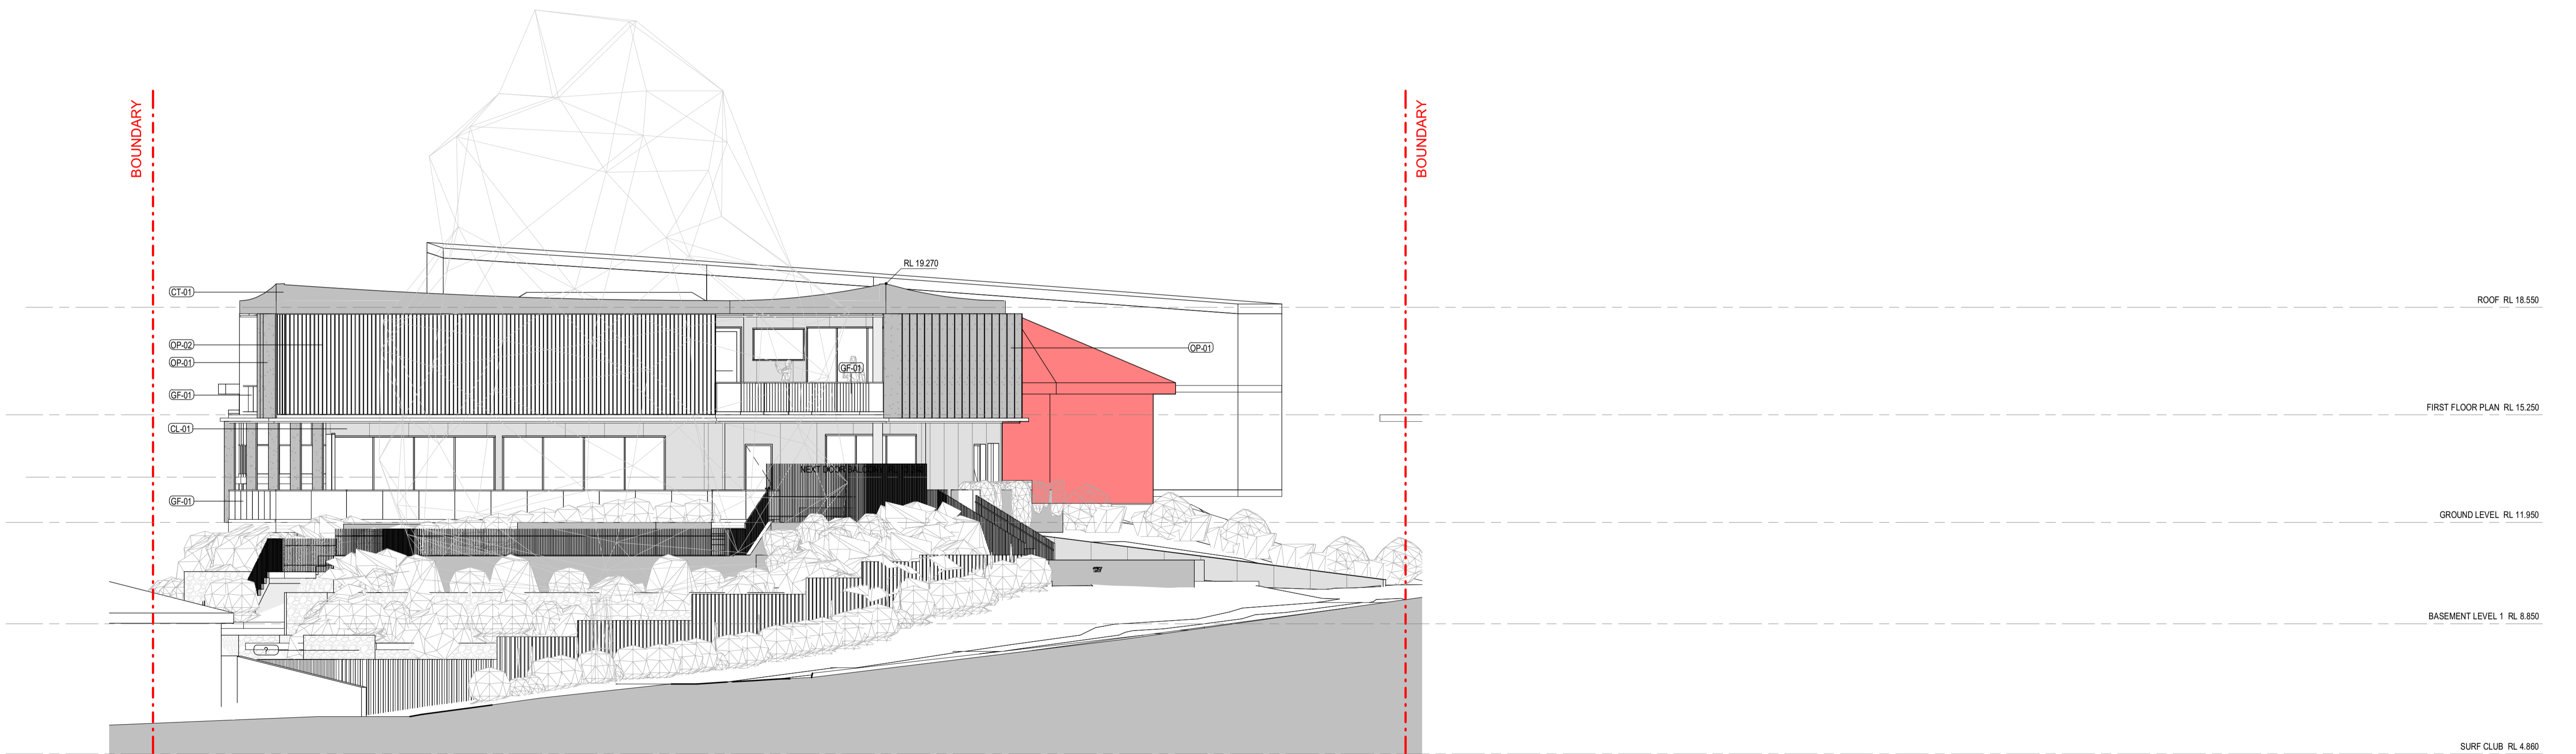 BOUNDARY
BOUNDARY
RL 19.270
CT-01
ROOF RL 18.550
OP-02
OP-01
OP-01
GF-01
GF-01
FIRST FLOOR PLAN RL 15.250
CL-01
NEXT DOOR BALCONY
GF-01
GROUND LEVEL RL 11.950
BASEMENT LEVEL 1 RL 8.850
?
SURF CLUB RL 4.860